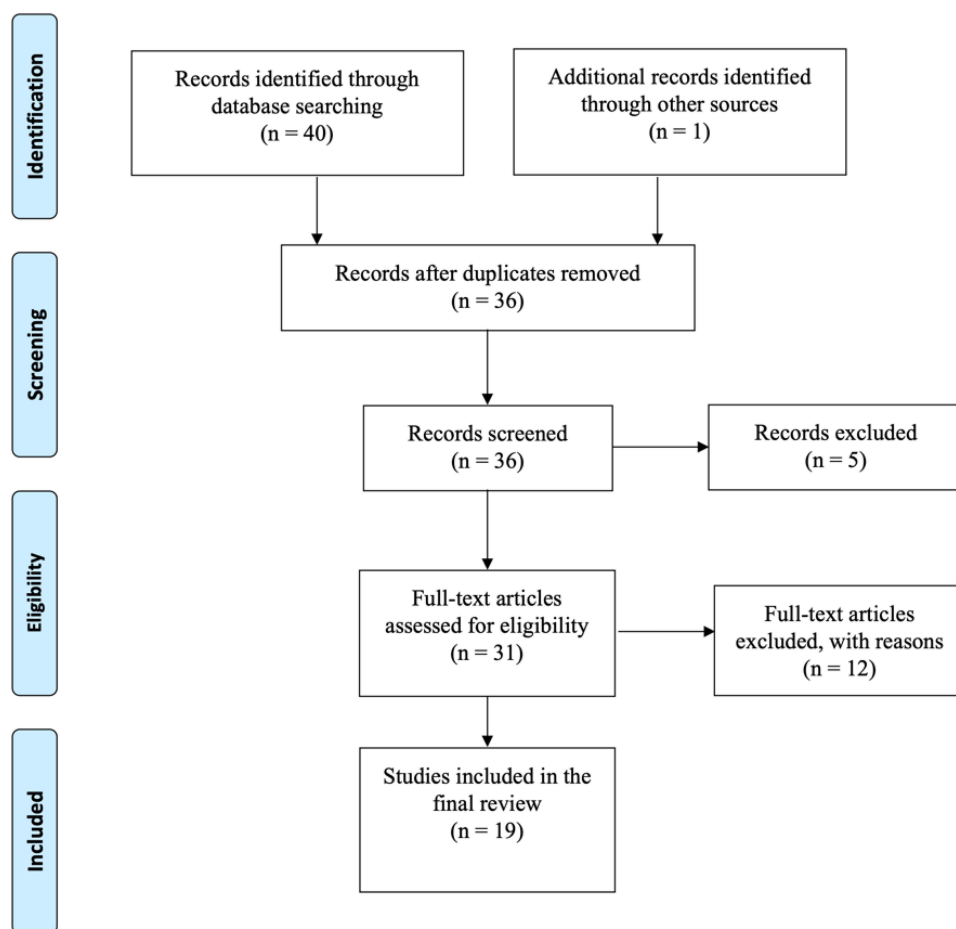 Identification
Records identified through
database searching
(n = 40)
Additional records identified
through other sources
(n = 1)
Screening
Records after duplicates removed
(n = 36)
Records screened
(n = 36)
Records excluded
(n = 5)
Eligibility
Full-text articles
assessed for eligibility
(n = 31)
Full-text articles
excluded, with reasons
(n = 12)
Included
Studies included in the
final review
(n = 19)